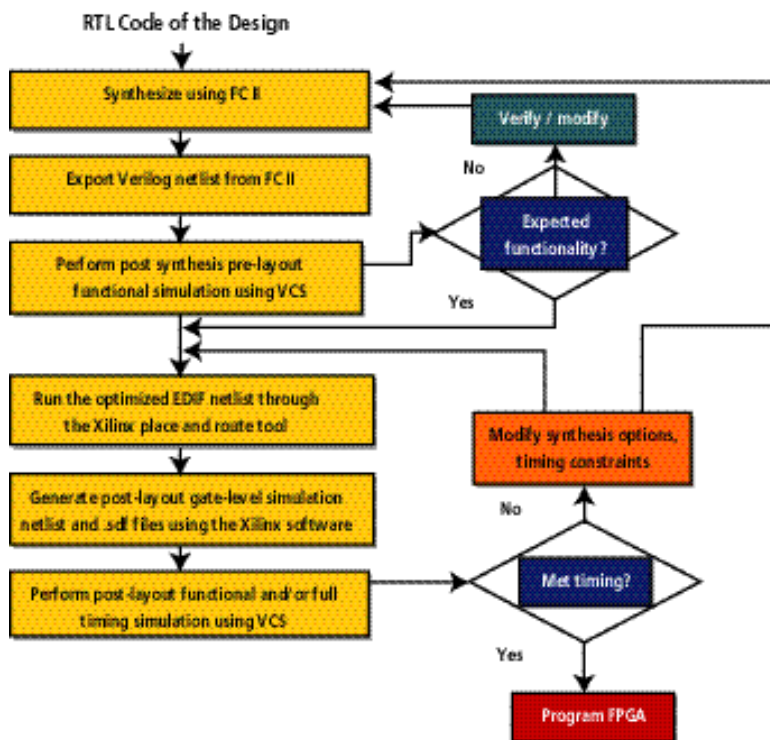 RTL Code of the Design
Synthesize using FC II
Verify / modify
No
Export Verilog netlist from FC II
Expected
functionality?
Perform post synthesis pre-layout
functional simulation using VCS
Yes
Run the optimized EDIF netlist through
the Xilinx place and route tool
Modify synthesis options,
timing constraints
Generate post-layout gate-level simulation
netlist and .sdf files using the Xilinx software
No
Met timing?
Perform post-layout functional and/or full
timing simulation using VCS
Yes
Program FPGA